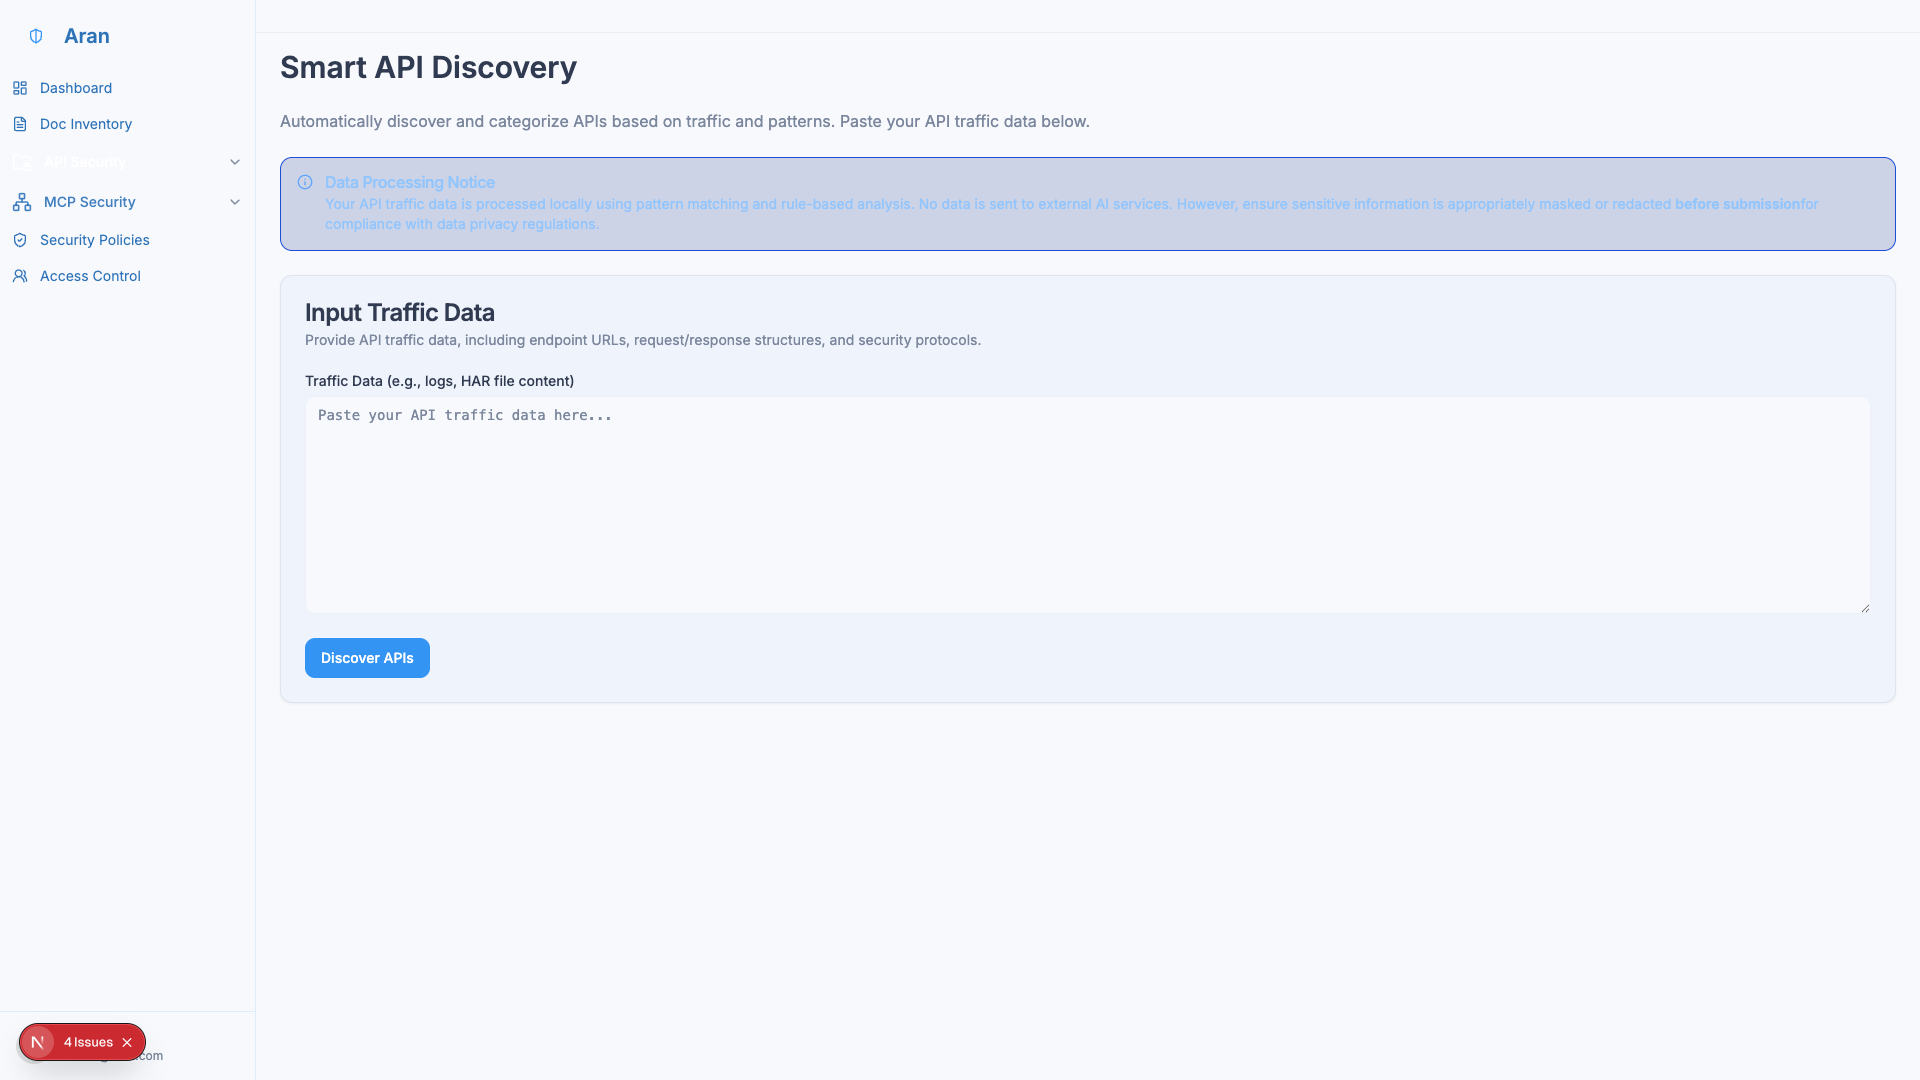 Aran
Dashboard
Doc Inventory
API Security
MCP Security
Security Policies
Access Control
Smart API Discovery
Automatically discover and categorize APIs based on traffic and patterns. Paste your API traffic data below.
Data Processing Notice
Your API traffic data is processed locally using pattern matching and rule-based analysis. No data is sent to external AI services. However, ensure sensitive information is appropriately masked or redacted before submissionfor
compliance with data privacy regulations.
Input Traffic Data
Provide API traffic data, including endpoint URLs, request/response structures, and security protocols.
Traffic Data (e.g., logs, HAR file content)
Paste your API traffic data here...
Discover APIs
N 4 Issues
.com